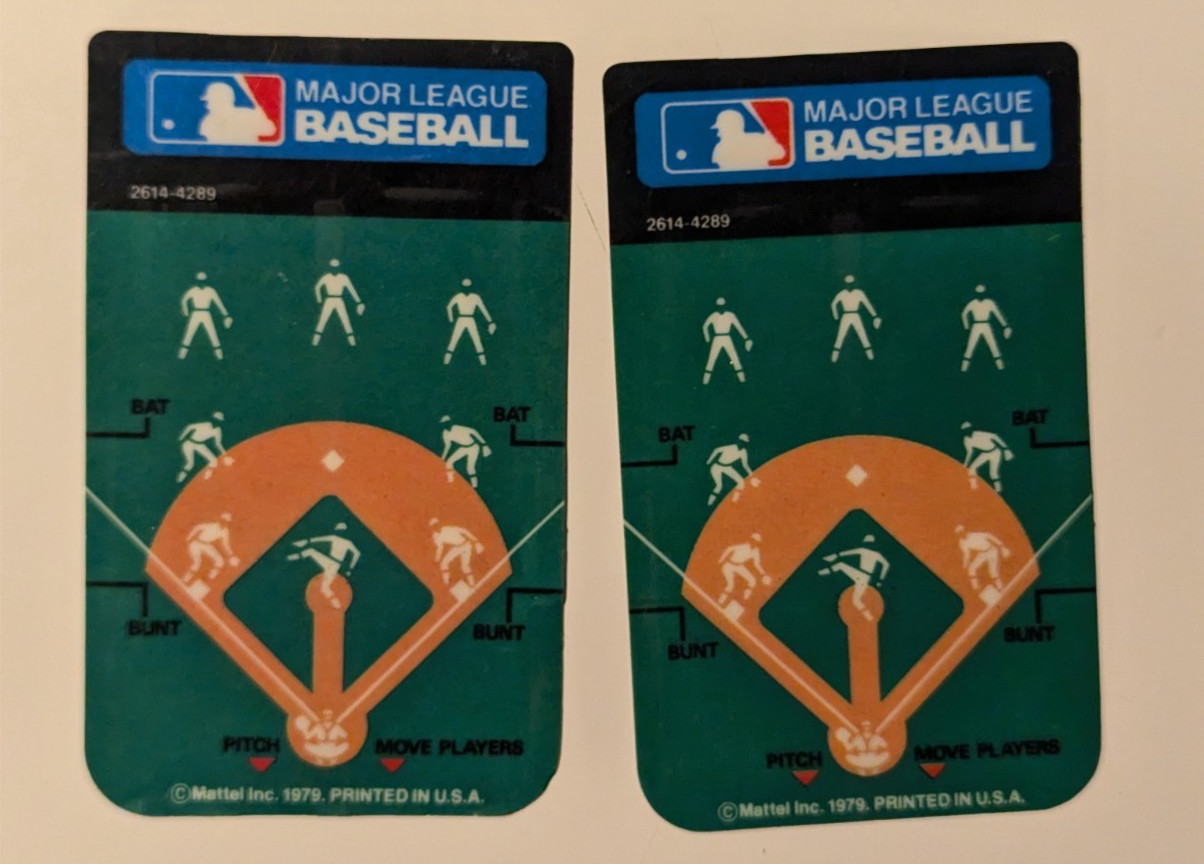 MAJOR LEAGUE
BASEBALL
2614-4289
BAT
BAT
BUNT
BUNT
PITCH
MOVE PLAYERS
©Mattel Inc. 1979. PRINTED IN U.S.A.
MAJOR LEAGUE
BASEBALL
2614-4289
BAT
BAT
BUNT
BUNT
PITCH
MOVE PLAYERS
©Mattel Inc. 1979. PRINTED IN U.S.A.